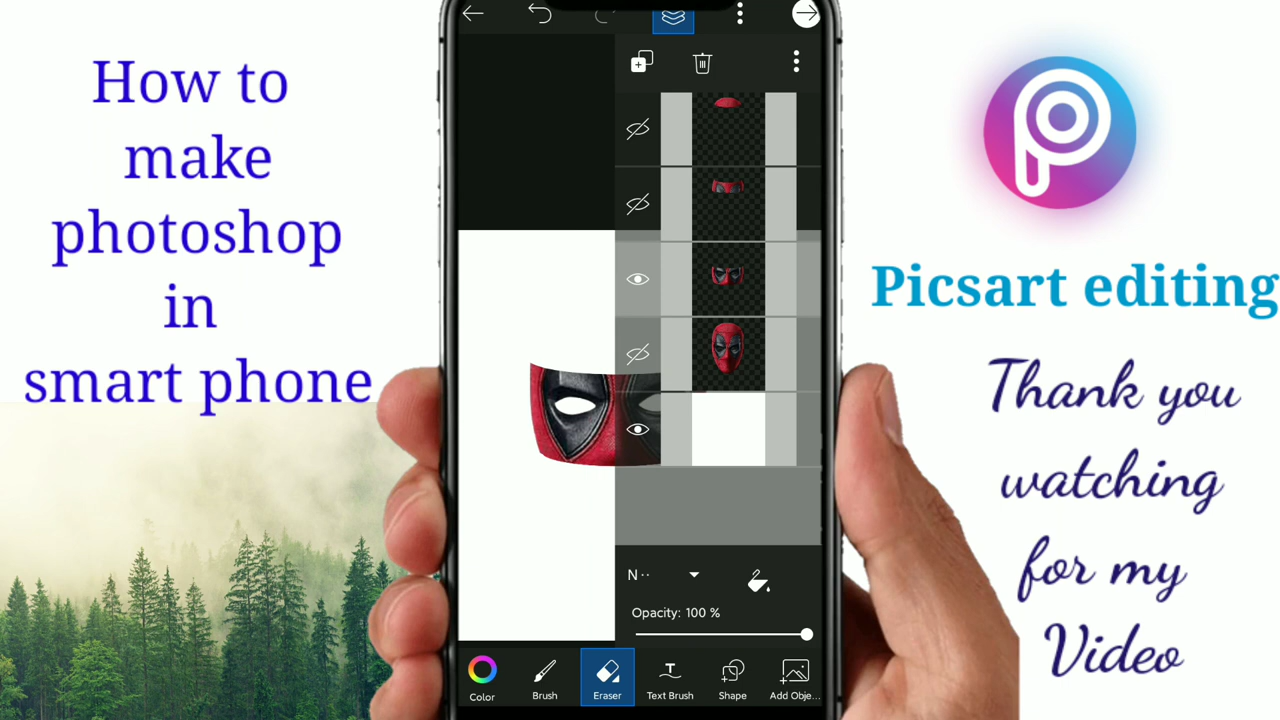 How to
make
photoshop
in
smart phone
N··
Opacity: 100 %
Color
Brush
Eraser
Text Brush
Shape
Add Obje...
Picsart editing
Thank you
watching
for my
Video